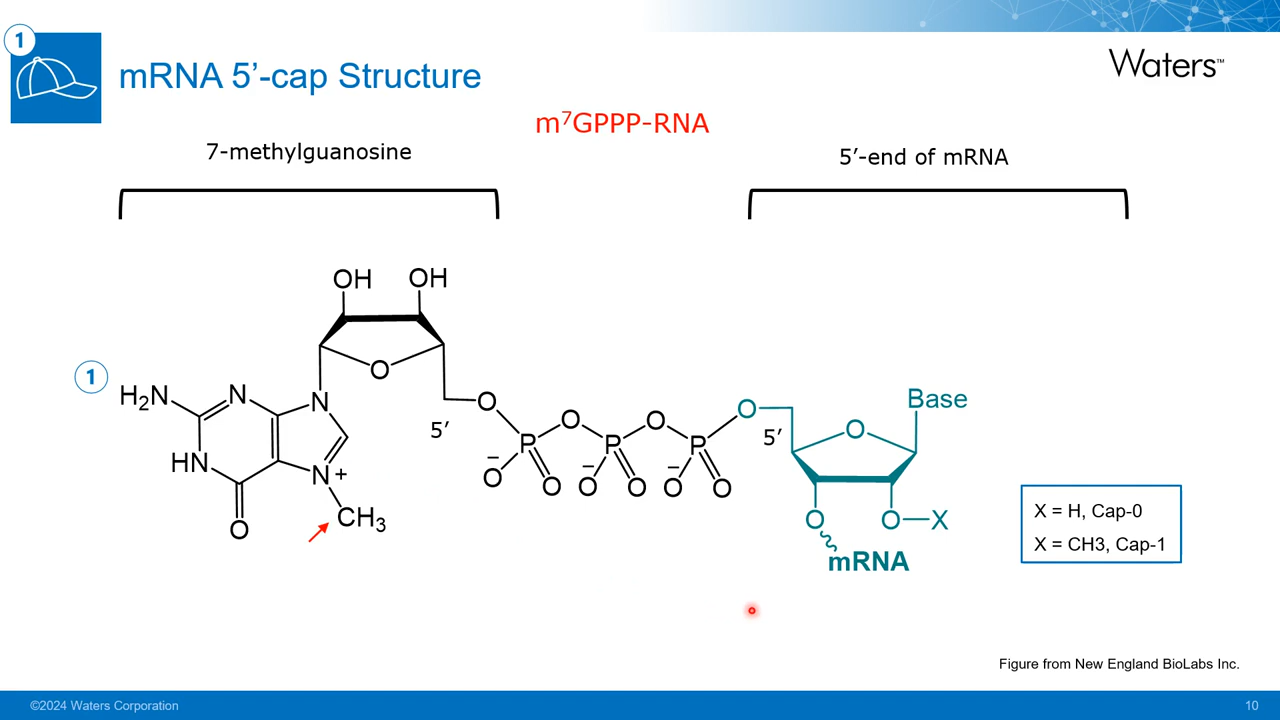 1
mRNA 5’-cap Structure
Waters™
m⁷GPPP-RNA
7-methylguanosine
5’-end of mRNA
OH
OH
1
H₂N
N
N
O
O
5’
HN
N
+
O
CH₃
O
O
P
P
P
−
−
−
O
O
O
O
O
O
O
5’
O
Base
O
O—X
mRNA
X = H, Cap-0
X = CH3, Cap-1
Figure from New England BioLabs Inc.
©2024 Waters Corporation
10